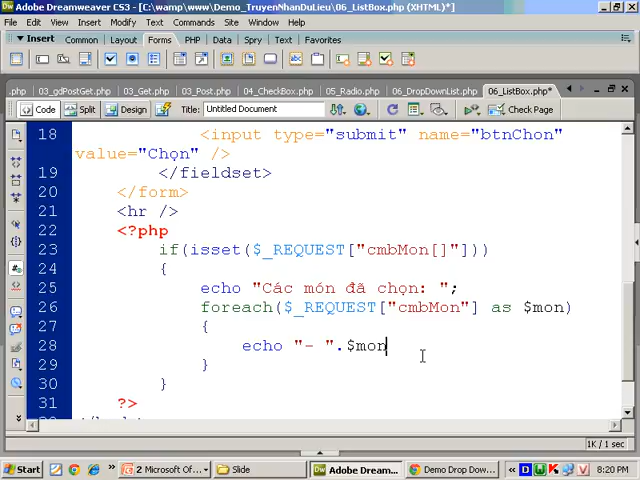 Adobe Dreamweaver CS3 - [C:\wamp\www\Demo_TruyenNhanDuLieu\06_ListBox.php (XHTML)*]
File Edit View Insert Modify Text Commands Site Window Help
Insert Common Layout Forms PHP Data Spry Text Favorites
.php 03_gdPostGet.php 03_Get.php 03_Post.php 04_CheckBox.php 05_Radio.php 06_DropDownList.php 06_ListBox.php*
Code Split Design Title: Untitled Document Check Page
18 <input type="submit" name="btnChon"
value="Chọn" />
19 </fieldset>
20 </form>
21 <hr />
22 <?php
23 if(isset($_REQUEST["cmbMon[]"]))
24 {
25 echo "Các món đã chọn: ";
26 foreach($_REQUEST["cmbMon"] as $mon)
27 {
28 echo "- ".$mon
29 }
30 }
31 ?>
1K / 1 sec
Start 2 Microsoft Of... Slide Adobe Dream... Demo Drop Dow... 8:20 PM